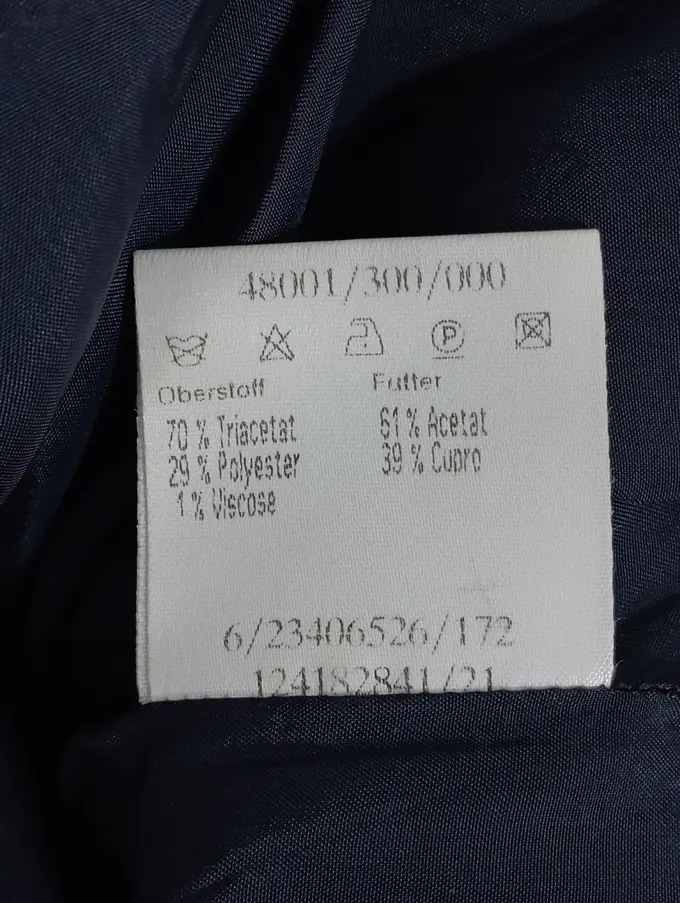 48001/300/000
P
Oberstoff Futter
70 % Triacetat 61 % Acetat
29 % Polyester 39 % Cupro
1 % Viscose
6/23406526/172
124182841/21